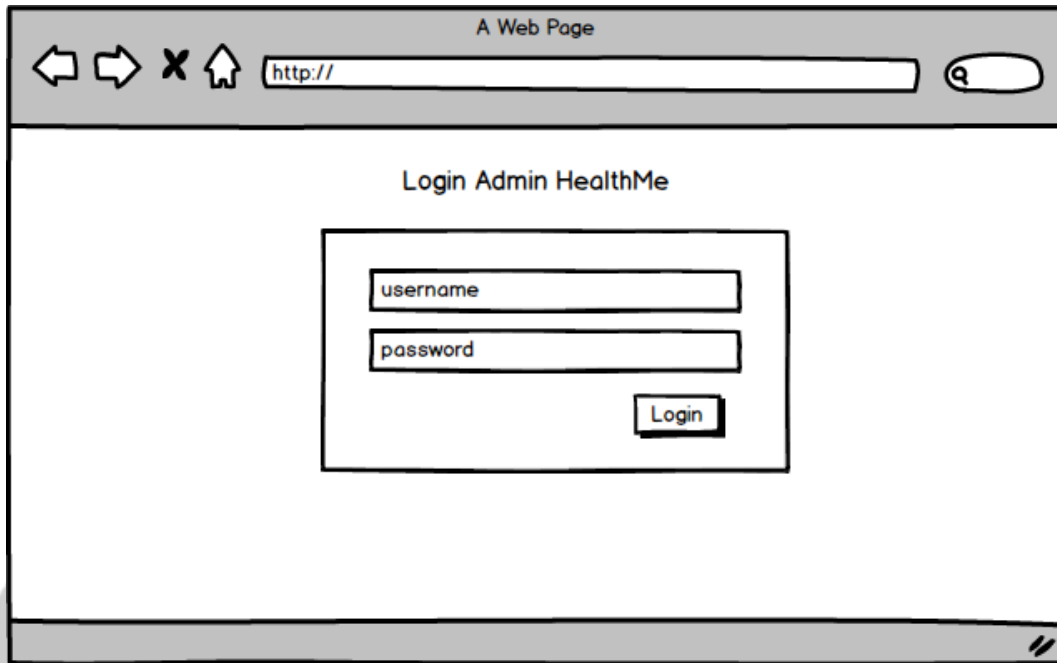 A Web Page
http://
Login Admin HealthMe
username
password
Login